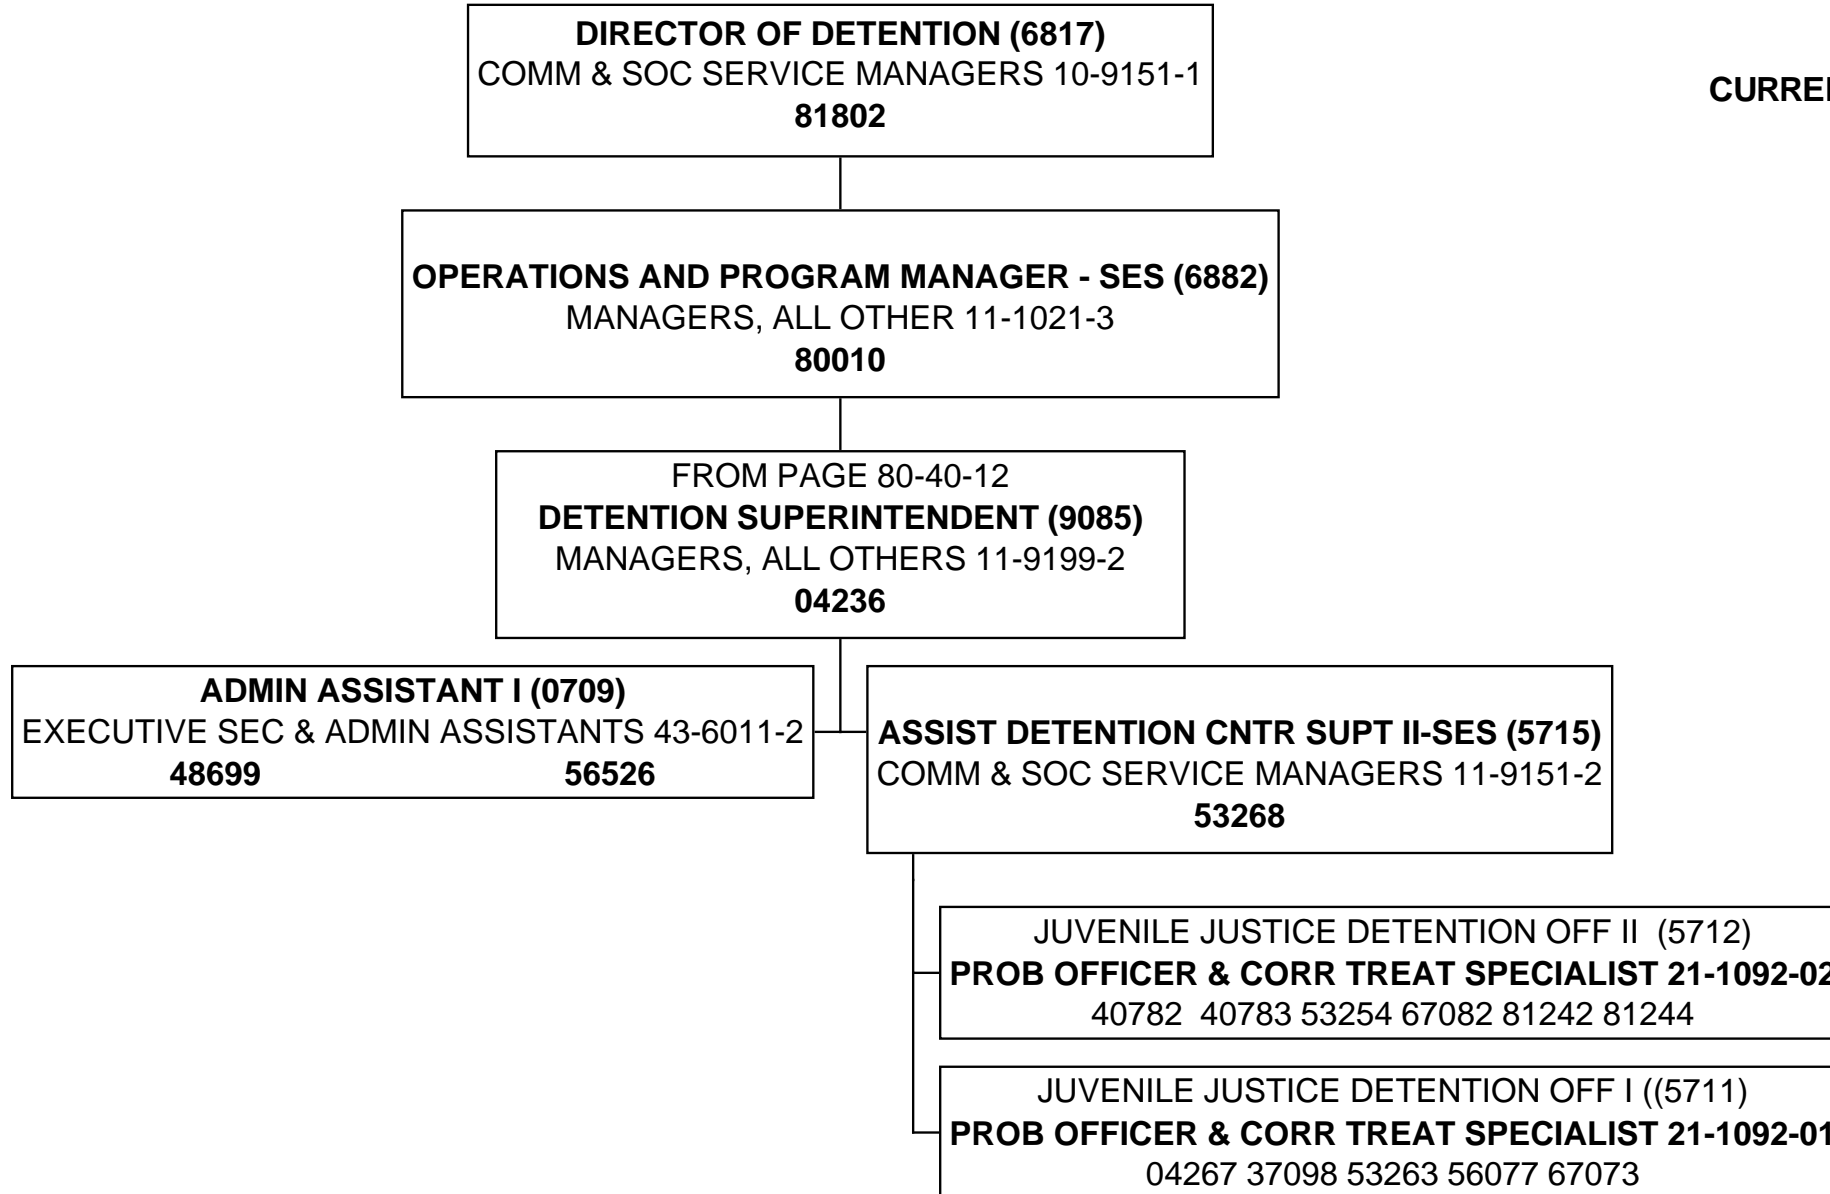 DIRECTOR OF DETENTION (6817)
COMM & SOC SERVICE MANAGERS 10-9151-1
81802
OPERATIONS AND PROGRAM MANAGER - SES (6882)
MANAGERS, ALL OTHER 11-1021-3
80010
FROM PAGE 80-40-12
DETENTION SUPERINTENDENT (9085)
MANAGERS, ALL OTHERS 11-9199-2
04236
ADMIN ASSISTANT I (0709)
EXECUTIVE SEC & ADMIN ASSISTANTS 43-6011-2
48699 56526
ASSIST DETENTION CNTR SUPT II-SES (5715)
COMM & SOC SERVICE MANAGERS 11-9151-2
53268
JUVENILE JUSTICE DETENTION OFF II (5712)
PROB OFFICER & CORR TREAT SPECIALIST 21-1092-02
40782 40783 53254 67082 81242 81244
JUVENILE JUSTICE DETENTION OFF I ((5711)
PROB OFFICER & CORR TREAT SPECIALIST 21-1092-01
04267 37098 53263 56077 67073